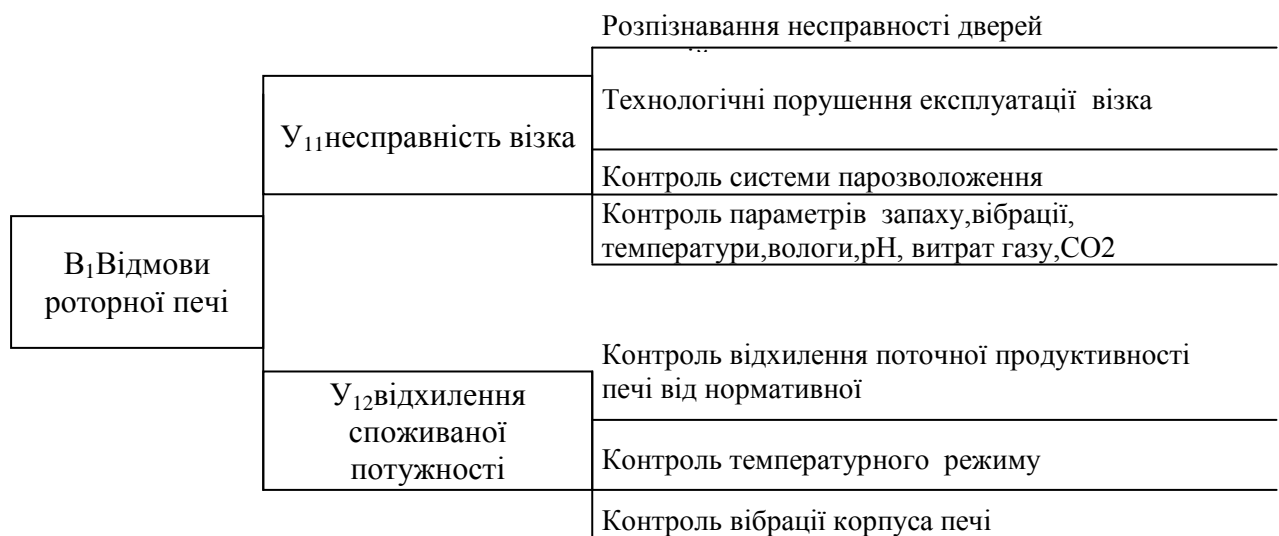 Розпізнавання несправності дверей
Технологічні порушення експлуатації візка
У₁₁несправність візка
Контроль системи парозволоження
Контроль параметрів запаху,вібрації,
температури,вологи,pH, витрат газу,СО2
В₁Відмови
роторної печі
Контроль відхилення поточної продуктивності
печі від нормативної
У₁₂відхилення
споживаної
потужності
Контроль температурного режиму
Контроль вібрації корпуса печі